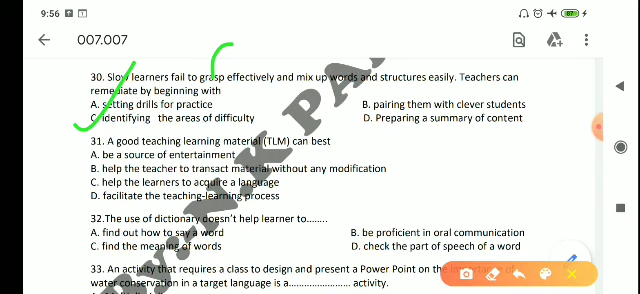 9:56 87
007.007
30. Slow learners fail to grasp effectively and mix up words and structures easily. Teachers can
remediate by beginning with
A. setting drills for practice B. pairing them with clever students
C. identifying the areas of difficulty D. Preparing a summary of content
31. A good teaching learning material (TLM) can best
A. be a source of entertainment
B. help the teacher to transact material without any modification
C. help the learners to acquire a language
D. facilitate the teaching-learning process
32.The use of dictionary doesn't help learner to........
A. find out how to say a word B. be proficient in oral communication
C. find the meaning of words D. check the part of speech of a word
33. An activity that requires a class to design and present a Power Point on the importance of
water conservation in a target language is a....................... activity.
BY:-N.K PA